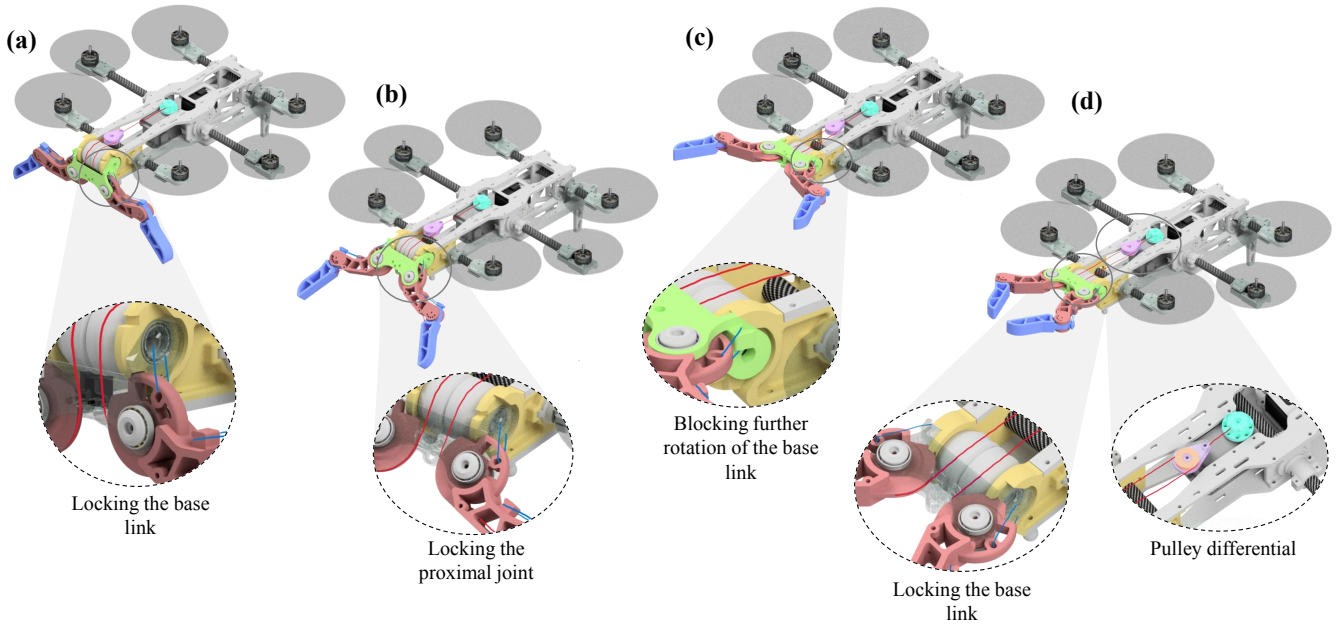 (a)
(b)
(c)
(d)
Locking the base
link
Locking the
proximal joint
Blocking further
rotation of the base
link
Locking the base
link
Pulley differential